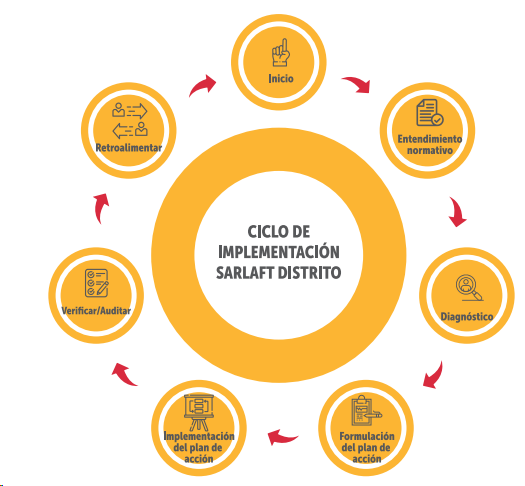 Inicio
Entendimiento
normativo
Diagnóstico
Formulación
del plan de
acción
Implementación
del plan de
acción
Verificar/Auditar
Retroalimentar
CICLO DE
IMPLEMENTACIÓN
SARLAFT DISTRITO